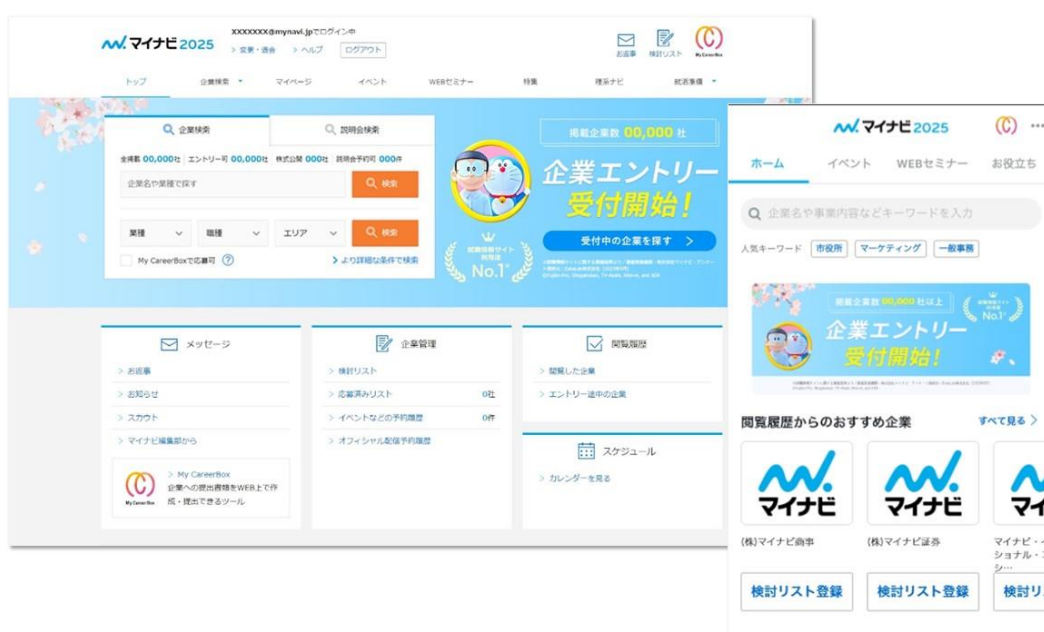 マイナビ2025
XXXXXXX@mynavi.jpでログイン中
> 変更・退会 > ヘルプ ログアウト
お返事 検討リスト My CareerBox
トップ 企業検索 マイページ イベント WEBセミナー 特集 理系ナビ 就活準備
企業検索 説明会検索
全掲載 00,000社 エントリー可 00,000社 株式公開 000社 説明会予約可 000件
企業名や業種で探す 検索
業種 職種 エリア 検索
My CareerBoxで応募可 ? > より詳細な条件で検索
掲載企業数 00,000 社
企業エントリー
受付開始!
受付中の企業を探す >
就職情報サイト
利用度
No.1
メッセージ
> お返事
> お知らせ
> スカウト
> マイナビ編集部から
My CareerBox
> My CareerBox
企業への提出書類をWEB上で作
成・提出できるツール
企業管理
> 検討リスト
> 応募済みリスト 0社
> イベントなどの予約履歴 0件
> オフィシャル配信予約履歴
閲覧履歴
> 閲覧した企業
> エントリー途中の企業
スケジュール
> カレンダーを見る
マイナビ2025
ホーム イベント WEBセミナー お役立ち
企業名や事業内容などキーワードを入力
人気キーワード 市役所 マーケティング 一般事務
掲載企業数 00,000 社以上
企業エントリー
受付開始!
No.1
閲覧履歴からのおすすめ企業 すべて見る >
マイナビ マイナビ マイ
(株)マイナビ商事 (株)マイナビ証券 マイナビ・
ショナル・
シ…
検討リスト登録 検討リスト登録 検討リ